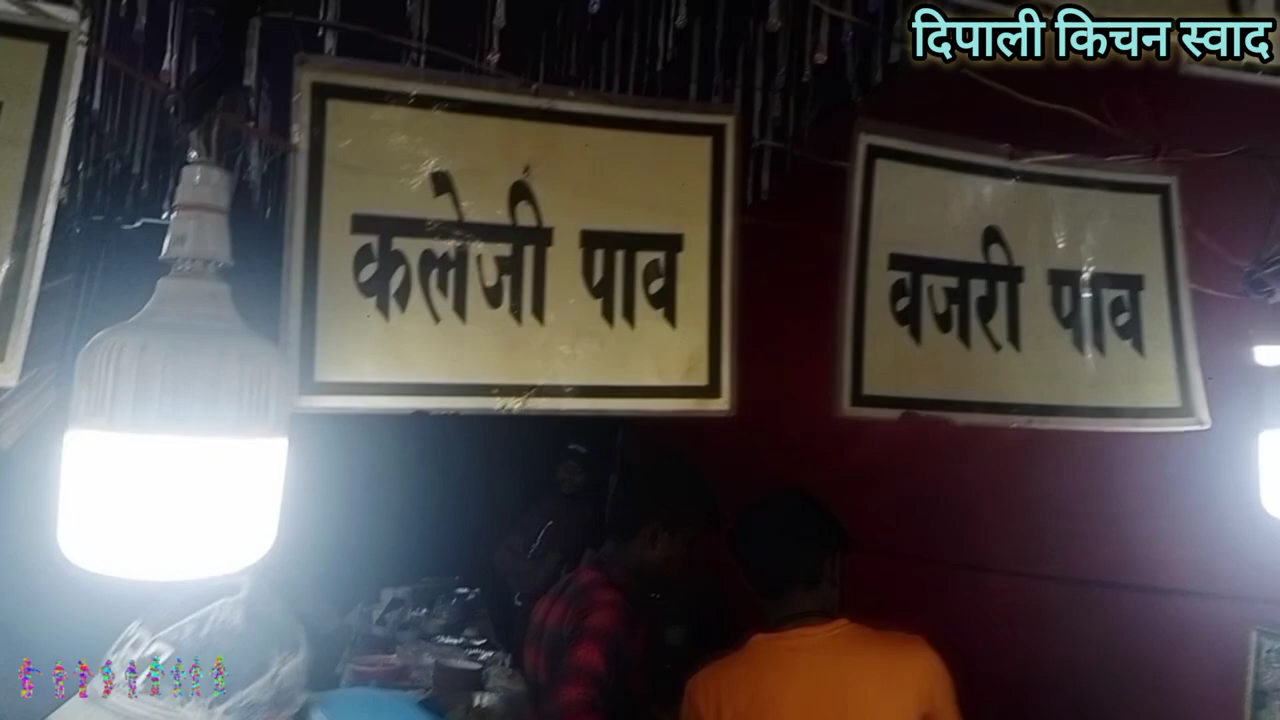 दिपाली किचन स्वाद
कलेजी पाव
वजरी पाव